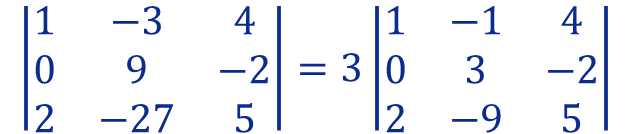 |1 −3 4| |1 −1 4|
|0 9 −2| = 3 |0 3 −2|
|2 −27 5| |2 −9 5|